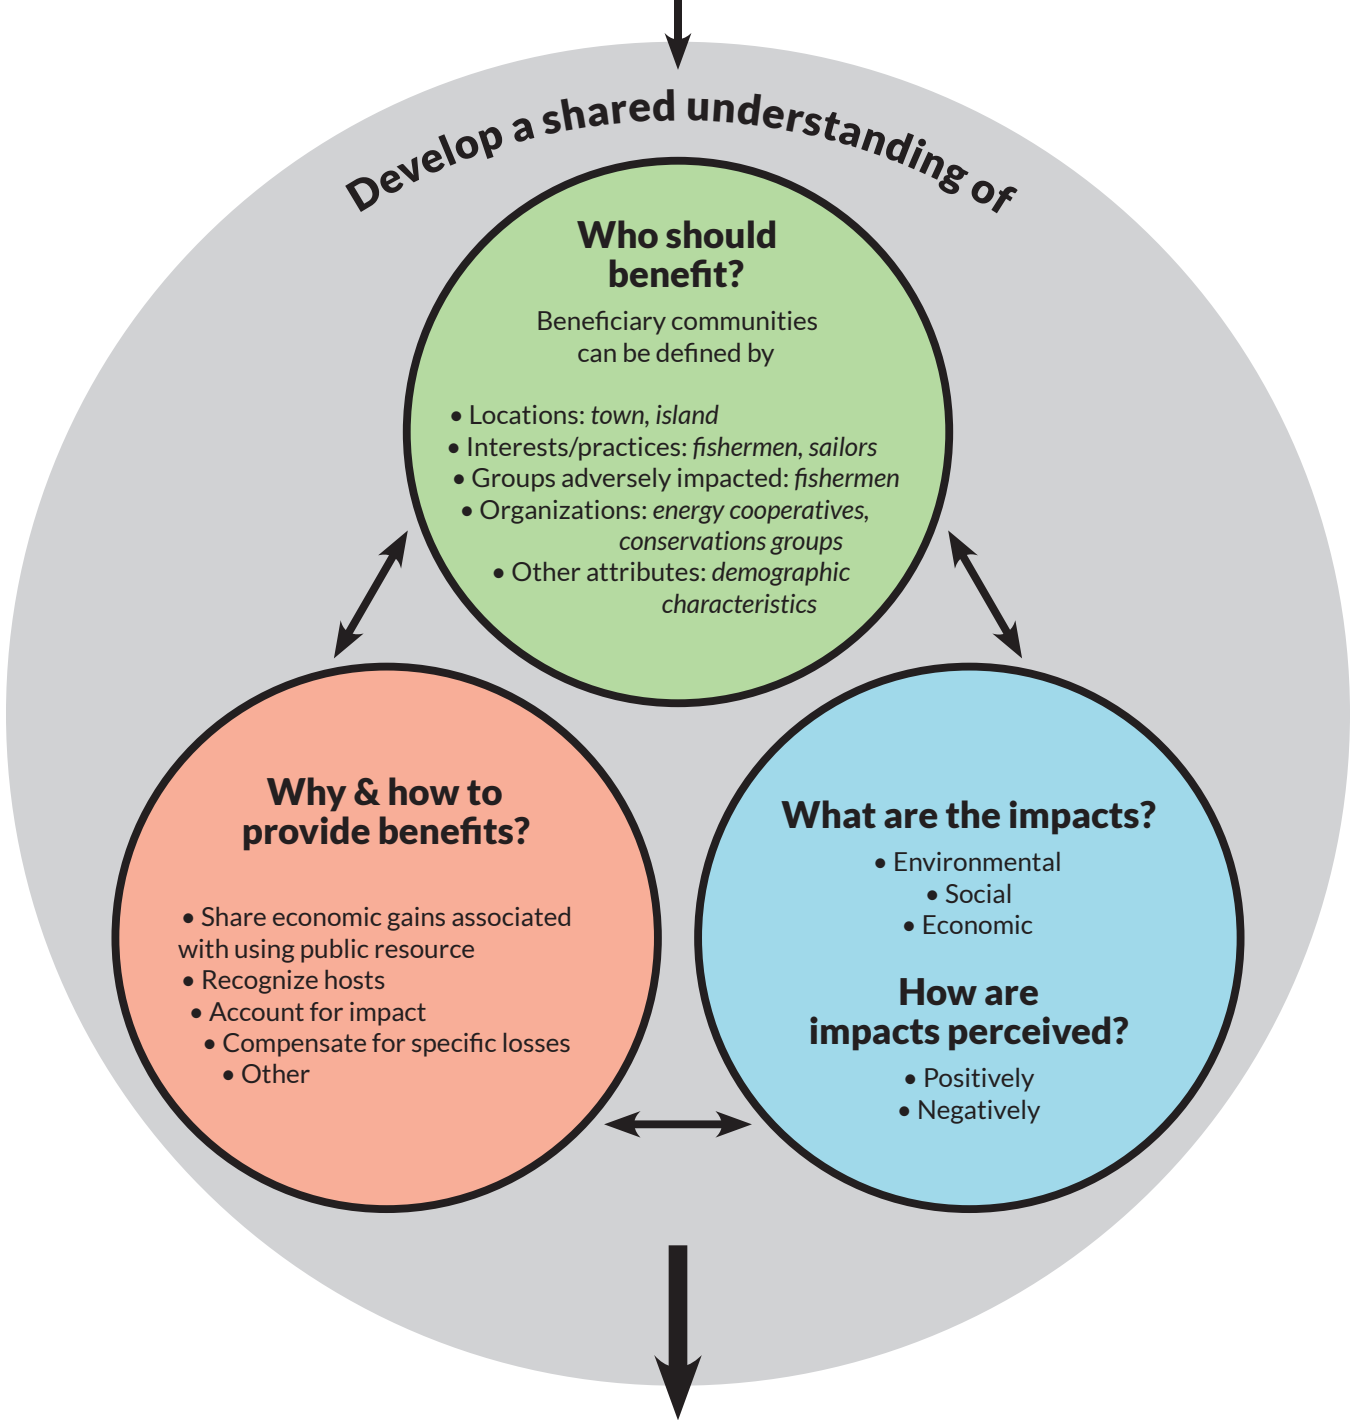 Develop a shared understanding of
Who should
benefit?
Beneficiary communities
can be defined by
• Locations: town, island
• Interests/practices: fishermen, sailors
• Groups adversely impacted: fishermen
• Organizations: energy cooperatives,
conservations groups
• Other attributes: demographic
characteristics
Why & how to
provide benefits?
• Share economic gains associated
with using public resource
• Recognize hosts
• Account for impact
• Compensate for specific losses
• Other
What are the impacts?
• Environmental
• Social
• Economic
How are
impacts perceived?
• Positively
• Negatively